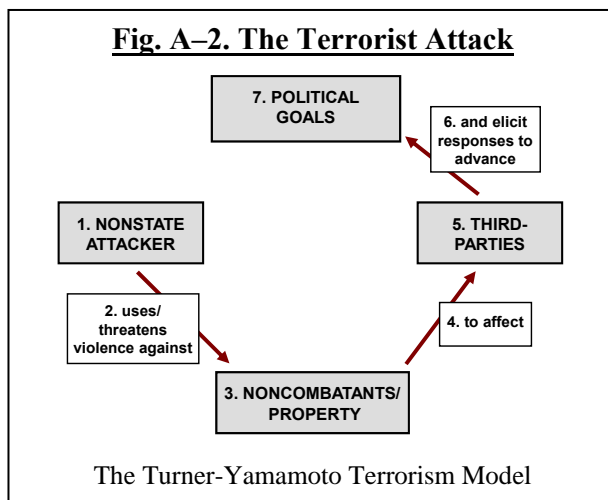 Fig. A–2. The Terrorist Attack
7. POLITICAL
GOALS
6. and elicit
responses to
advance
1. NONSTATE
ATTACKER
5. THIRD-
PARTIES
2. uses/
threatens
violence against
4. to affect
3. NONCOMBATANTS/
PROPERTY
The Turner-Yamamoto Terrorism Model